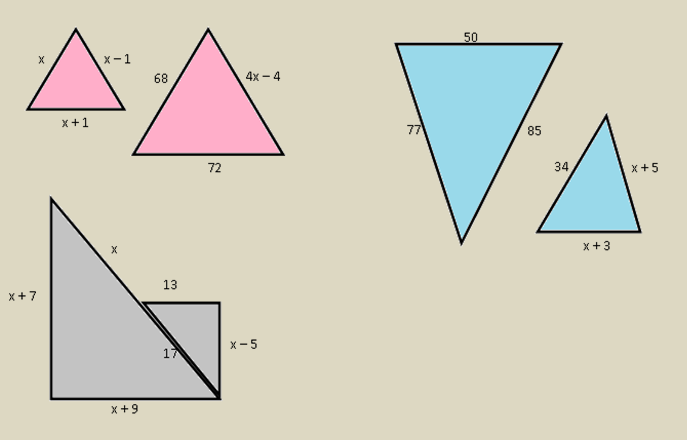 x
x − 1
x + 1
68
4x − 4
72
50
77
85
34
x + 5
x + 3
x
x + 7
13
17
x − 5
x + 9